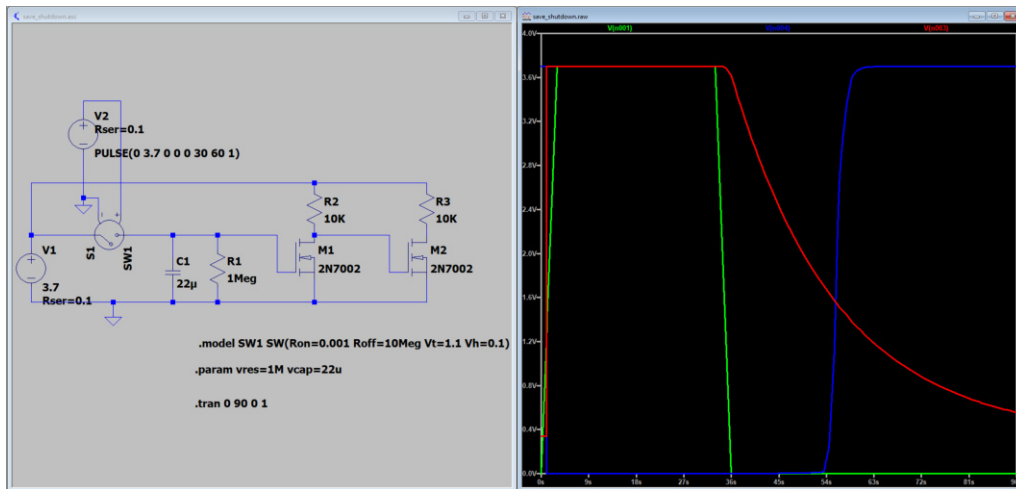 save_shutdown.raw
V2
Rser=0.1
PULSE(0 3.7 0 0 0 30 60 1)
R2
10K
R3
10K
V1
3.7
Rser=0.1
S1
SW1
C1
22µ
R1
1Meg
M1
2N7002
M2
2N7002
.model SW1 SW(Ron=0.001 Roff=10Meg Vt=1.1 Vh=0.1)
.param vres=1M vcap=22u
.tran 0 90 0 1
save_shutdown.raw
V(n001)
4.0V
3.6V
3.2V
2.8V
2.4V
2.0V
1.6V
1.2V
0.8V
0.4V
0.0V
0s 9s 18s 27s 36s 45s 54s 63s 72s 81s